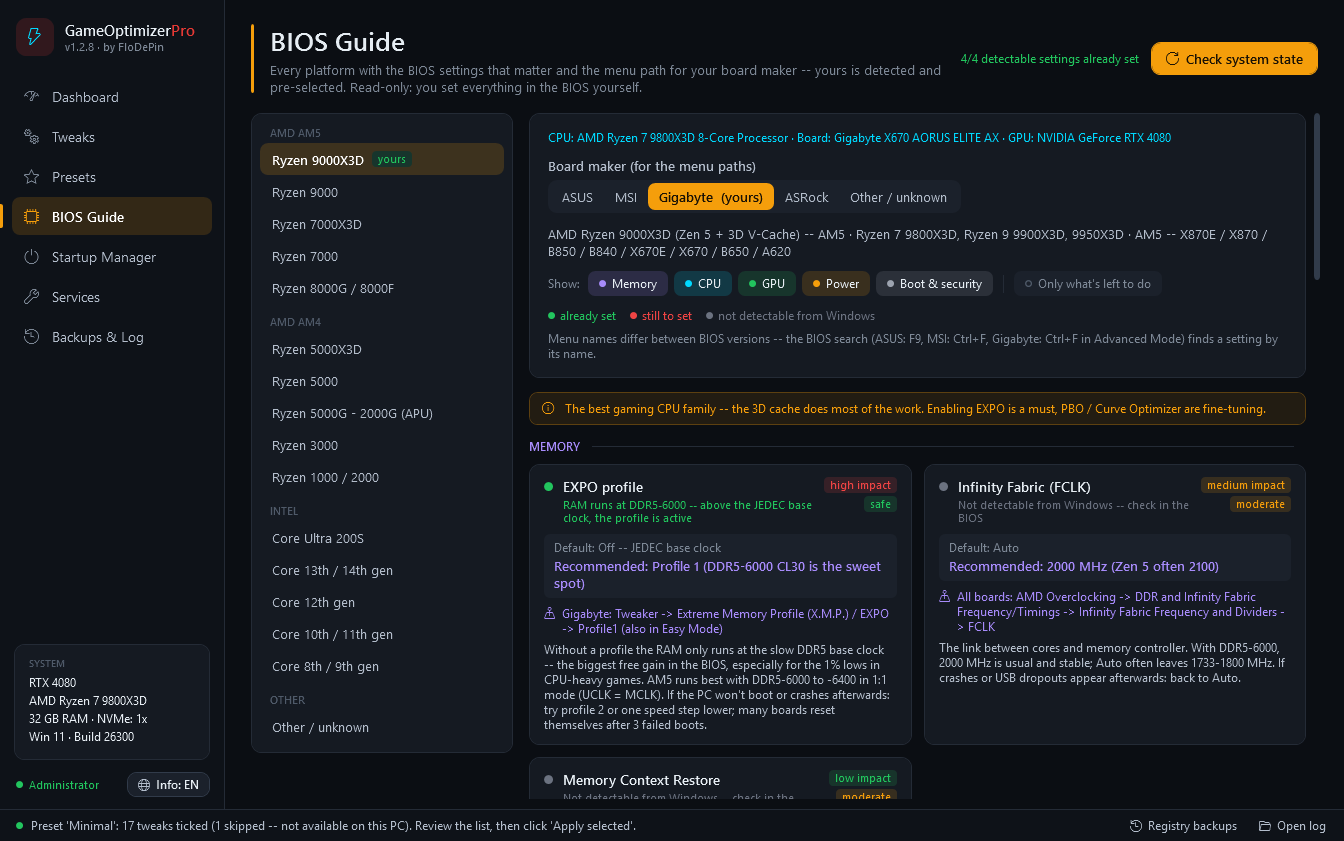 GameOptimizerPro
v1.2.8 · by FloDePin
Dashboard
Tweaks
Presets
BIOS Guide
Startup Manager
Services
Backups & Log
SYSTEM
RTX 4080
AMD Ryzen 7 9800X3D
32 GB RAM · NVMe: 1x
Win 11 · Build 26300
Administrator
Info: EN
BIOS Guide
Every platform with the BIOS settings that matter and the menu path for your board maker -- yours is detected and
pre-selected. Read-only: you set everything in the BIOS yourself.
4/4 detectable settings already set
Check system state
AMD AM5
Ryzen 9000X3D yours
Ryzen 9000
Ryzen 7000X3D
Ryzen 7000
Ryzen 8000G / 8000F
AMD AM4
Ryzen 5000X3D
Ryzen 5000
Ryzen 5000G - 2000G (APU)
Ryzen 3000
Ryzen 1000 / 2000
INTEL
Core Ultra 200S
Core 13th / 14th gen
Core 12th gen
Core 10th / 11th gen
Core 8th / 9th gen
OTHER
Other / unknown
CPU: AMD Ryzen 7 9800X3D 8-Core Processor · Board: Gigabyte X670 AORUS ELITE AX · GPU: NVIDIA GeForce RTX 4080
Board maker (for the menu paths)
ASUS MSI Gigabyte (yours) ASRock Other / unknown
AMD Ryzen 9000X3D (Zen 5 + 3D V-Cache) -- AM5 · Ryzen 7 9800X3D, Ryzen 9 9900X3D, 9950X3D · AM5 -- X870E / X870 /
B850 / B840 / X670E / X670 / B650 / A620
Show: Memory CPU GPU Power Boot & security Only what's left to do
already set still to set not detectable from Windows
Menu names differ between BIOS versions -- the BIOS search (ASUS: F9, MSI: Ctrl+F, Gigabyte: Ctrl+F in Advanced Mode) finds a setting by
its name.
The best gaming CPU family -- the 3D cache does most of the work. Enabling EXPO is a must, PBO / Curve Optimizer are fine-tuning.
MEMORY
EXPO profile
high impact
RAM runs at DDR5-6000 -- above the JEDEC base
clock, the profile is active
safe
Default: Off -- JEDEC base clock
Recommended: Profile 1 (DDR5-6000 CL30 is the sweet
spot)
Gigabyte: Tweaker -> Extreme Memory Profile (X.M.P.) / EXPO
-> Profile1 (also in Easy Mode)
Without a profile the RAM only runs at the slow DDR5 base clock
-- the biggest free gain in the BIOS, especially for the 1% lows in
CPU-heavy games. AM5 runs best with DDR5-6000 to -6400 in 1:1
mode (UCLK = MCLK). If the PC won't boot or crashes afterwards:
try profile 2 or one speed step lower; many boards reset
themselves after 3 failed boots.
Infinity Fabric (FCLK)
medium impact
Not detectable from Windows -- check in the
BIOS
moderate
Default: Auto
Recommended: 2000 MHz (Zen 5 often 2100)
All boards: AMD Overclocking -> DDR and Infinity Fabric
Frequency/Timings -> Infinity Fabric Frequency and Dividers -
> FCLK
The link between cores and memory controller. With DDR5-6000,
2000 MHz is usual and stable; Auto often leaves 1733-1800 MHz. If
crashes or USB dropouts appear afterwards: back to Auto.
Memory Context Restore
low impact
Not detectable from Windows -- check in the
moderate
Preset 'Minimal': 17 tweaks ticked (1 skipped -- not available on this PC). Review the list, then click 'Apply selected'.
Registry backups
Open log